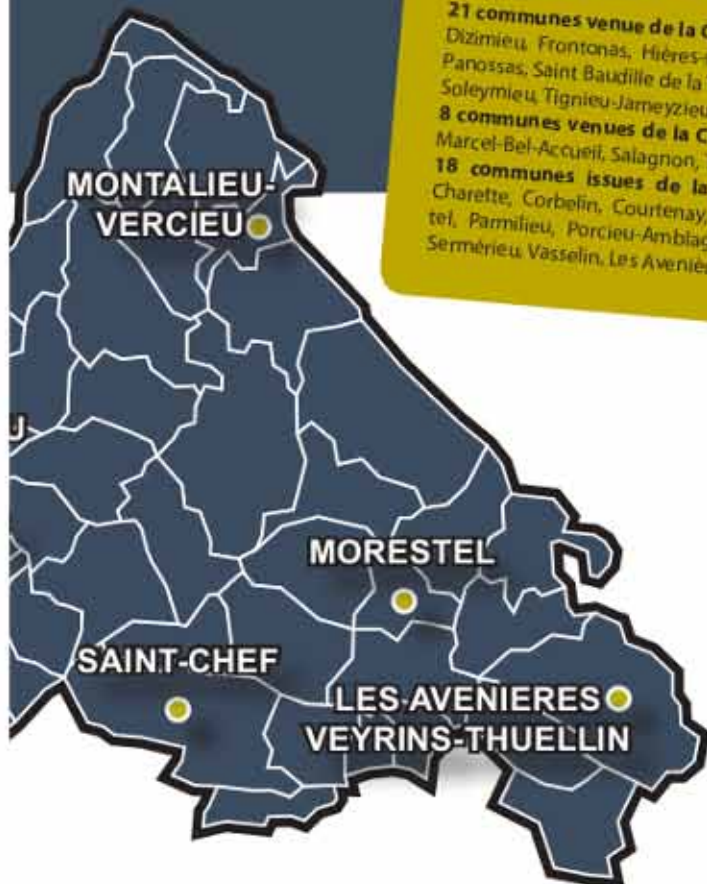 21 communes venue de la
Dizimieu, Frontonas, Hières-
Panossas, Saint Baudille de la
Soleymieu, Tignieu-Jameyzieu
8 communes venues de la
Marcel-Bel-Accueil, Salagnon,
18 communes issues de la
Charette, Corbelin, Courtenay,
tel, Parmilieu, Porcieu-Amblag
Sermérieu, Vasselin, Les Avenièr
MONTALIEU-
VERCIEU
U
MORESTEL
SAINT-CHEF
LES AVENIERES
VEYRINS-THUELLIN